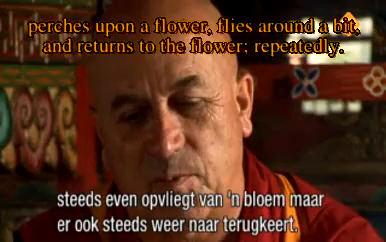 perches upon a flower, flies around a bit,
and returns to the flower; repeatedly.
steeds even opvliegt van 'n bloem maar
er ook steeds weer naar terugkeert.